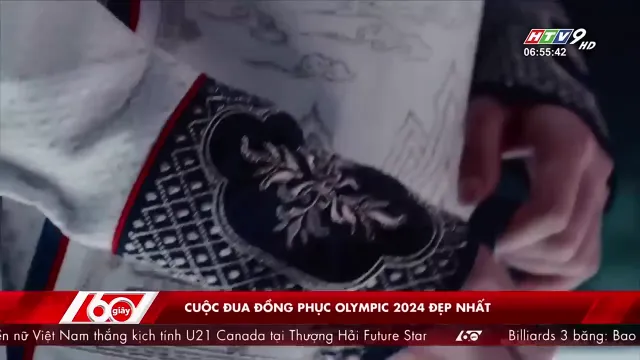 HTV9 HD
06:55:42
60 giây
CUỘC ĐUA ĐỒNG PHỤC OLYMPIC 2024 ĐẸP NHẤT
nữ Việt Nam thắng kịch tính U21 Canada tại Thượng Hải Future Star 60 Billiards 3 băng: Bao